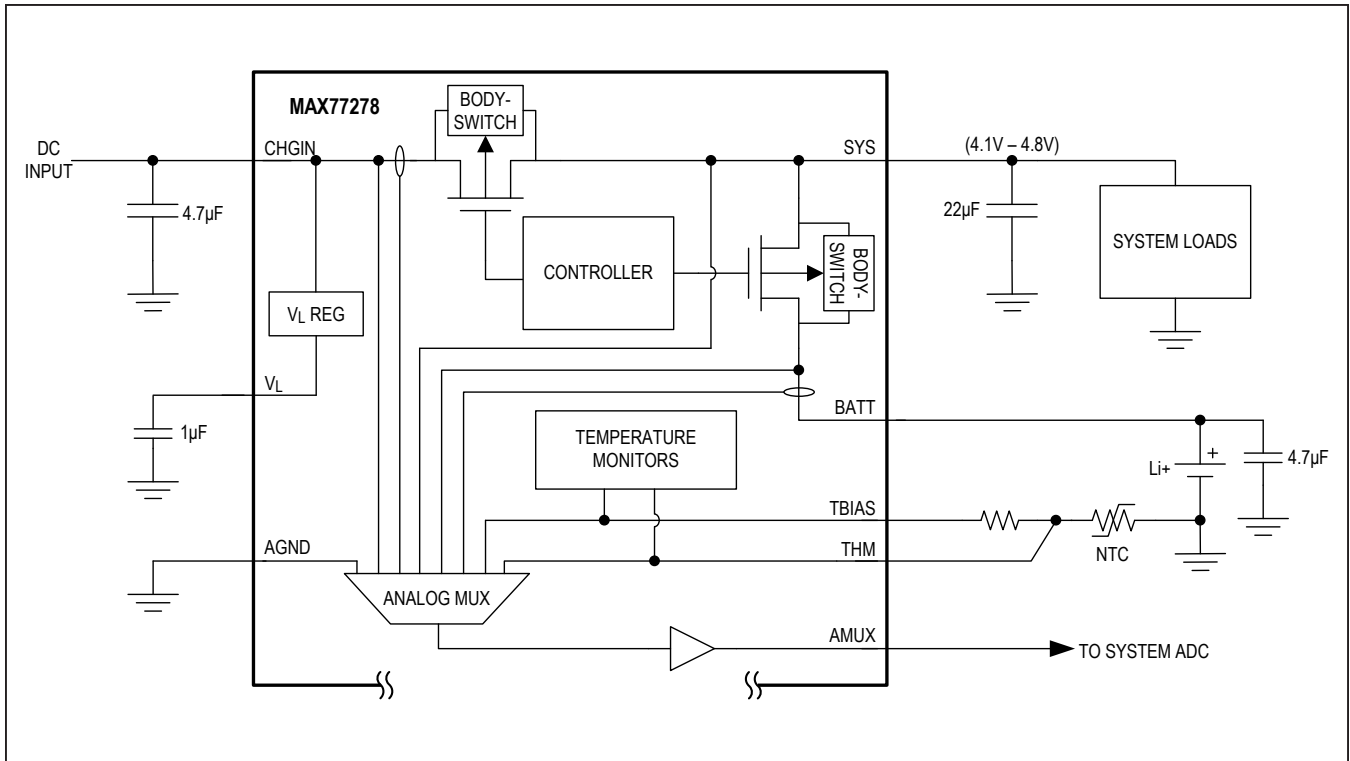 MAX77278
BODY-
SWITCH
DC
INPUT
CHGIN
SYS
(4.1V – 4.8V)
4.7µF
22µF
SYSTEM LOADS
CONTROLLER
BODY-
SWITCH
VL REG
VL
1µF
BATT
TEMPERATURE
MONITORS
Li+
+
4.7µF
TBIAS
THM
NTC
AGND
ANALOG MUX
AMUX
TO SYSTEM ADC